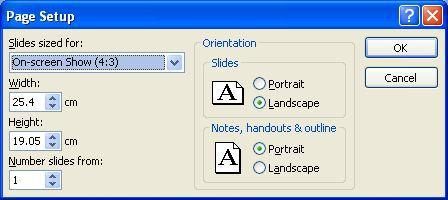 Page Setup
Slides sized for:
On-screen Show (4:3)
Width:
25.4 cm
Height:
19.05 cm
Number slides from:
1
Orientation
Slides
A
Portrait
Landscape
Notes, handouts & outline
A
Portrait
Landscape
OK
Cancel